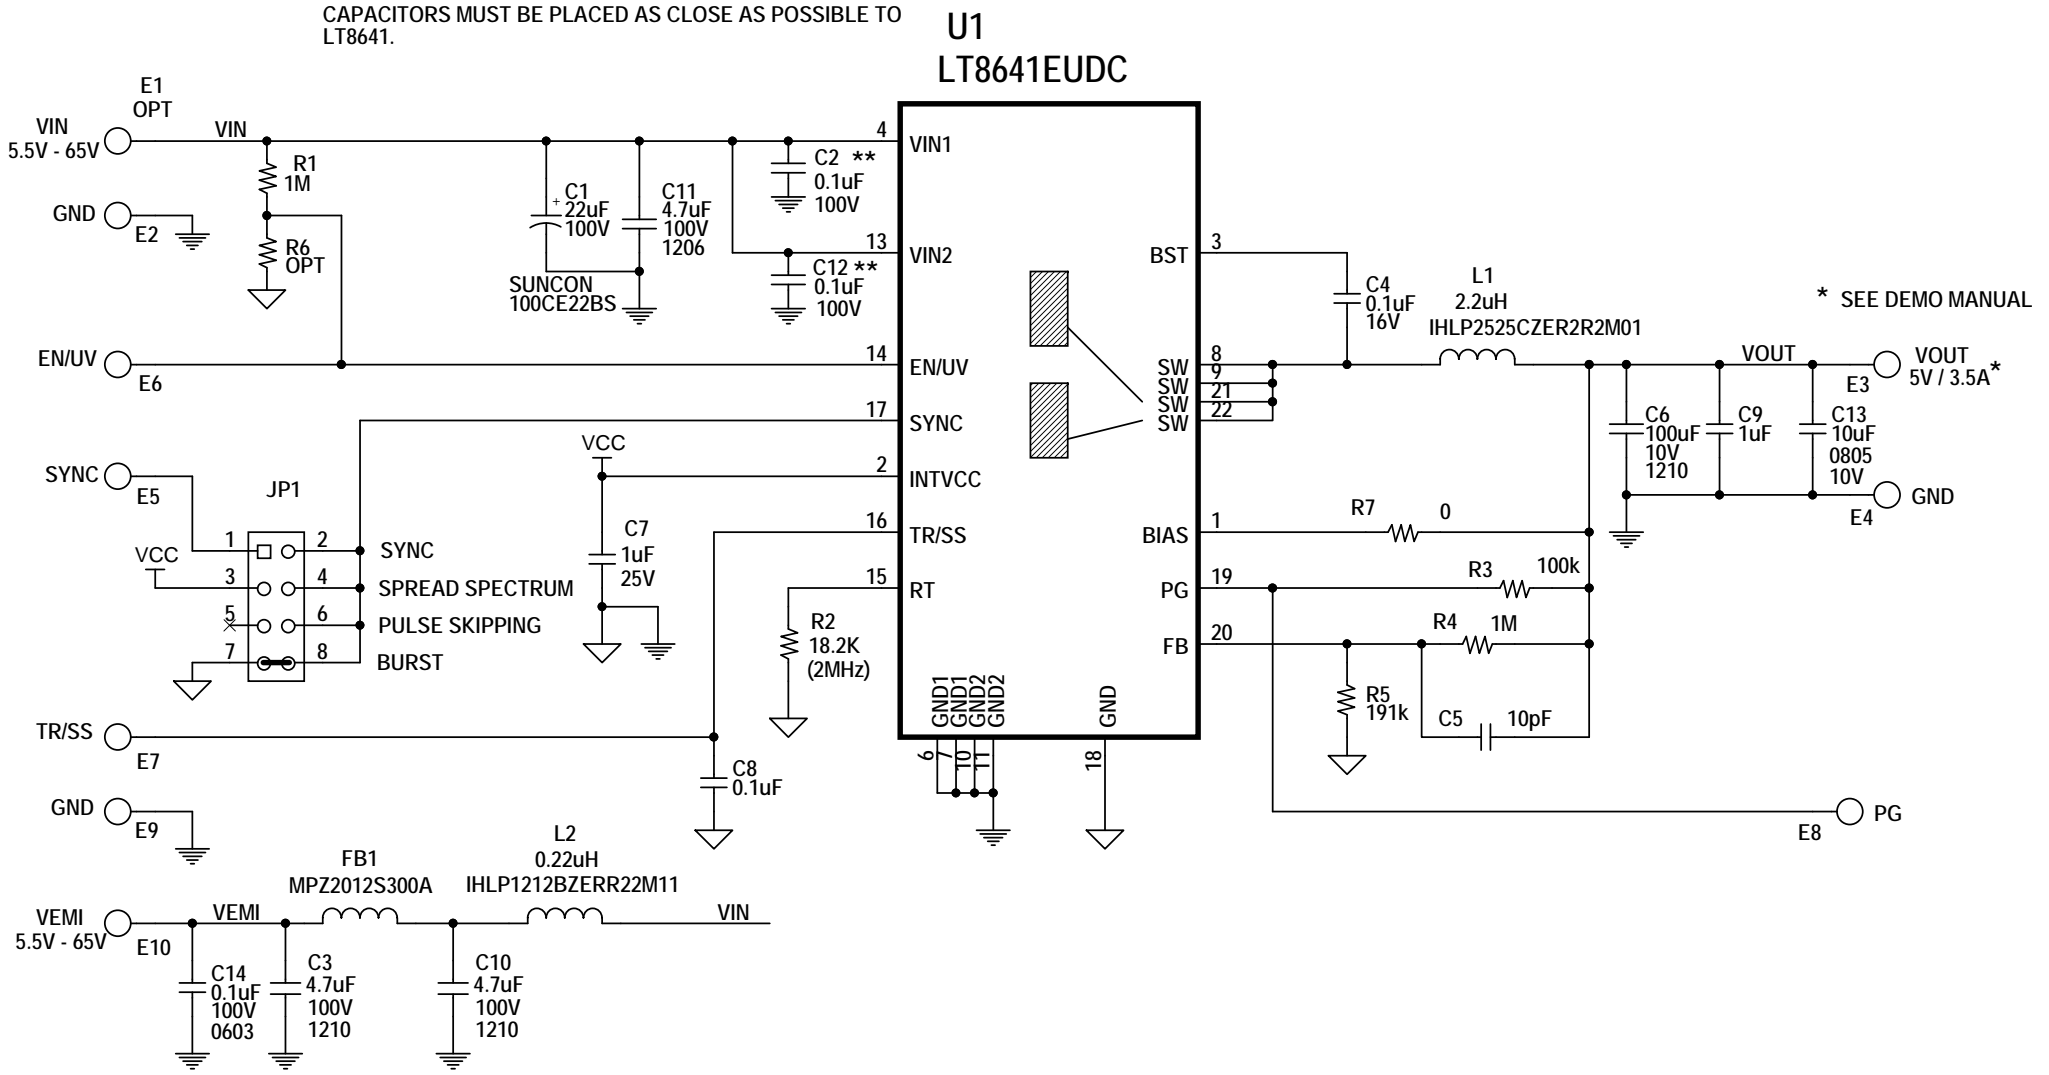 CAPACITORS MUST BE PLACED AS CLOSE AS POSSIBLE TO
LT8641.
U1
LT8641EUDC
E1
OPT
VIN
5.5V - 65V
VIN
R1
1M
GND
E2
R6
OPT
+
C1
22uF
100V
SUNCON
100CE22BS
C11
4.7uF
100V
1206
C2 **
0.1uF
100V
C12 **
0.1uF
100V
4
VIN1
13
VIN2
EN/UV
E6
14
EN/UV
17
SYNC
VCC
2
INTVCC
16
TR/SS
15
RT
SYNC
E5
JP1
VCC
1
2
SYNC
3
4
SPREAD SPECTRUM
5
6
PULSE SKIPPING
7
8
BURST
C7
1uF
25V
R2
18.2K
(2MHz)
TR/SS
E7
C8
0.1uF
GND
E9
GND1
GND1
GND2
GND2
GND
6
7
10
11
18
BST
3
C4
0.1uF
16V
L1
2.2uH
IHLP2525CZER2R2M01
* SEE DEMO MANUAL
SW
8
SW
9
SW
21
SW
22
VOUT
E3
VOUT
5V / 3.5A*
C6
100uF
10V
1210
C9
1uF
C13
10uF
0805
10V
GND
E4
BIAS
1
R7
0
PG
19
R3
100k
FB
20
R4
1M
R5
191k
C5
10pF
E8
PG
FB1
MPZ2012S300A
L2
0.22uH
IHLP1212BZERR22M11
VEMI
5.5V - 65V
E10
VEMI
VIN
C14
0.1uF
100V
0603
C3
4.7uF
100V
1210
C10
4.7uF
100V
1210